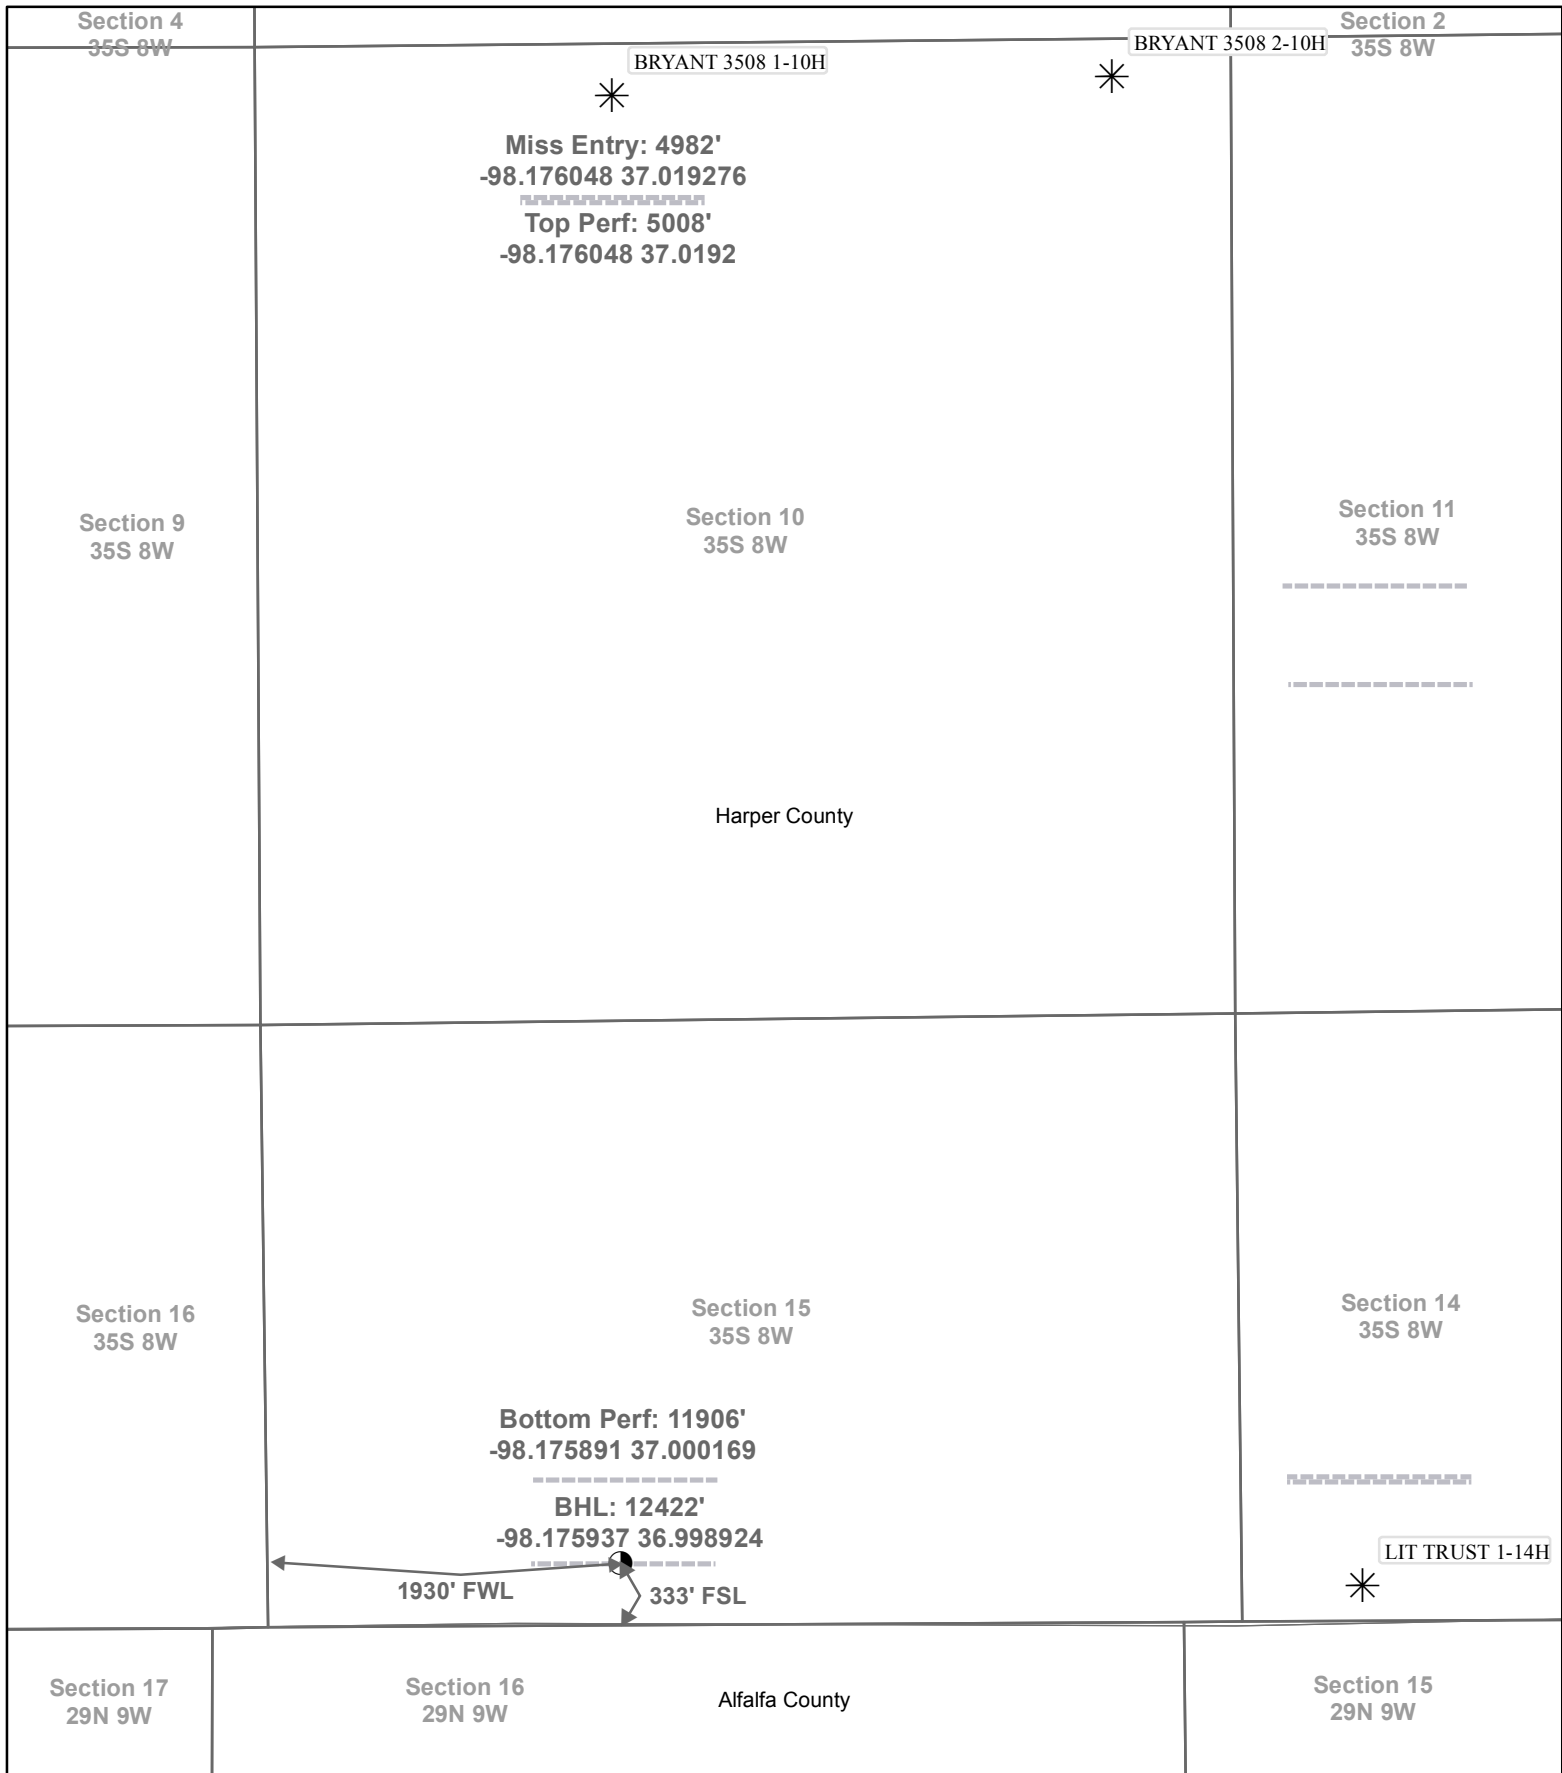 Section 4
35S 8W
Section 2
35S 8W
BRYANT 3508 1-10H
BRYANT 3508 2-10H
Miss Entry: 4982'
-98.176048 37.019276
Top Perf: 5008'
-98.176048 37.0192
Section 9
35S 8W
Section 10
35S 8W
Section 11
35S 8W
Harper County
Section 16
35S 8W
Section 15
35S 8W
Section 14
35S 8W
Bottom Perf: 11906'
-98.175891 37.000169
BHL: 12422'
-98.175937 36.998924
LIT TRUST 1-14H
1930' FWL
333' FSL
Section 17
29N 9W
Section 16
29N 9W
Alfalfa County
Section 15
29N 9W